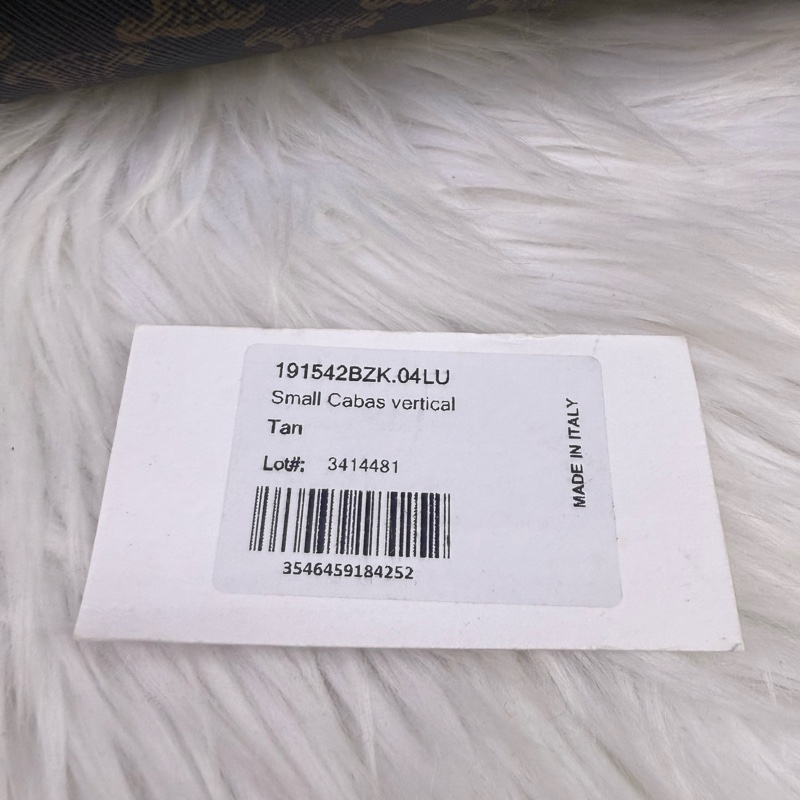 191542BZK.04LU
Small Cabas vertical
Tan
Lot#: 3414481
3546459184252
MADE IN ITALY